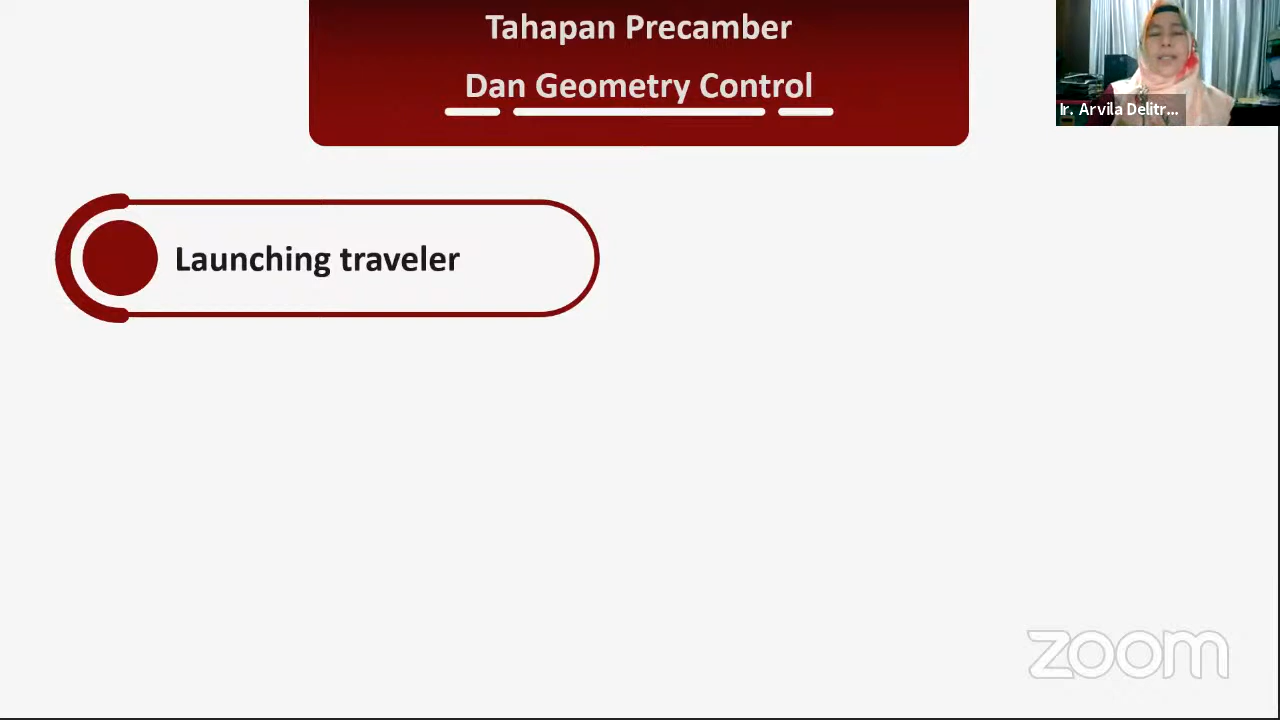 Tahapan Precamber
Dan Geometry Control
Ir. Arvila Delitr...
Launching traveler
zoom